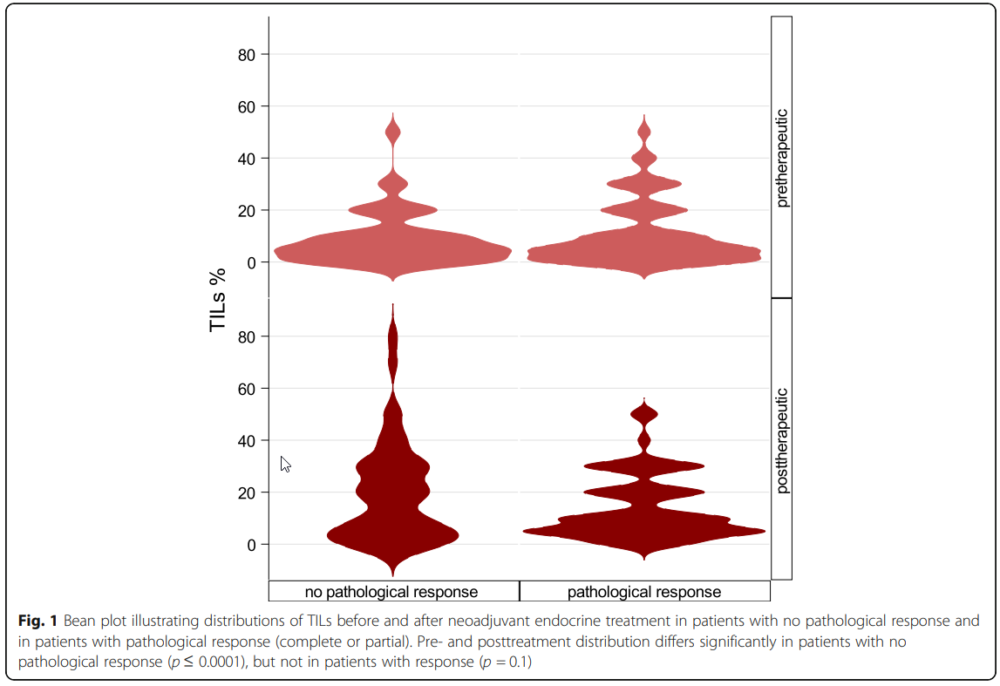 80
60
40
20
0
pretherapeutic
TILs %
80
60
40
20
0
posttherapeutic
no pathological response
pathological response
Fig. 1 Bean plot illustrating distributions of TILs before and after neoadjuvant endocrine treatment in patients with no pathological response and
in patients with pathological response (complete or partial). Pre- and posttreatment distribution differs significantly in patients with no
pathological response (p ≤ 0.0001), but not in patients with response (p = 0.1)